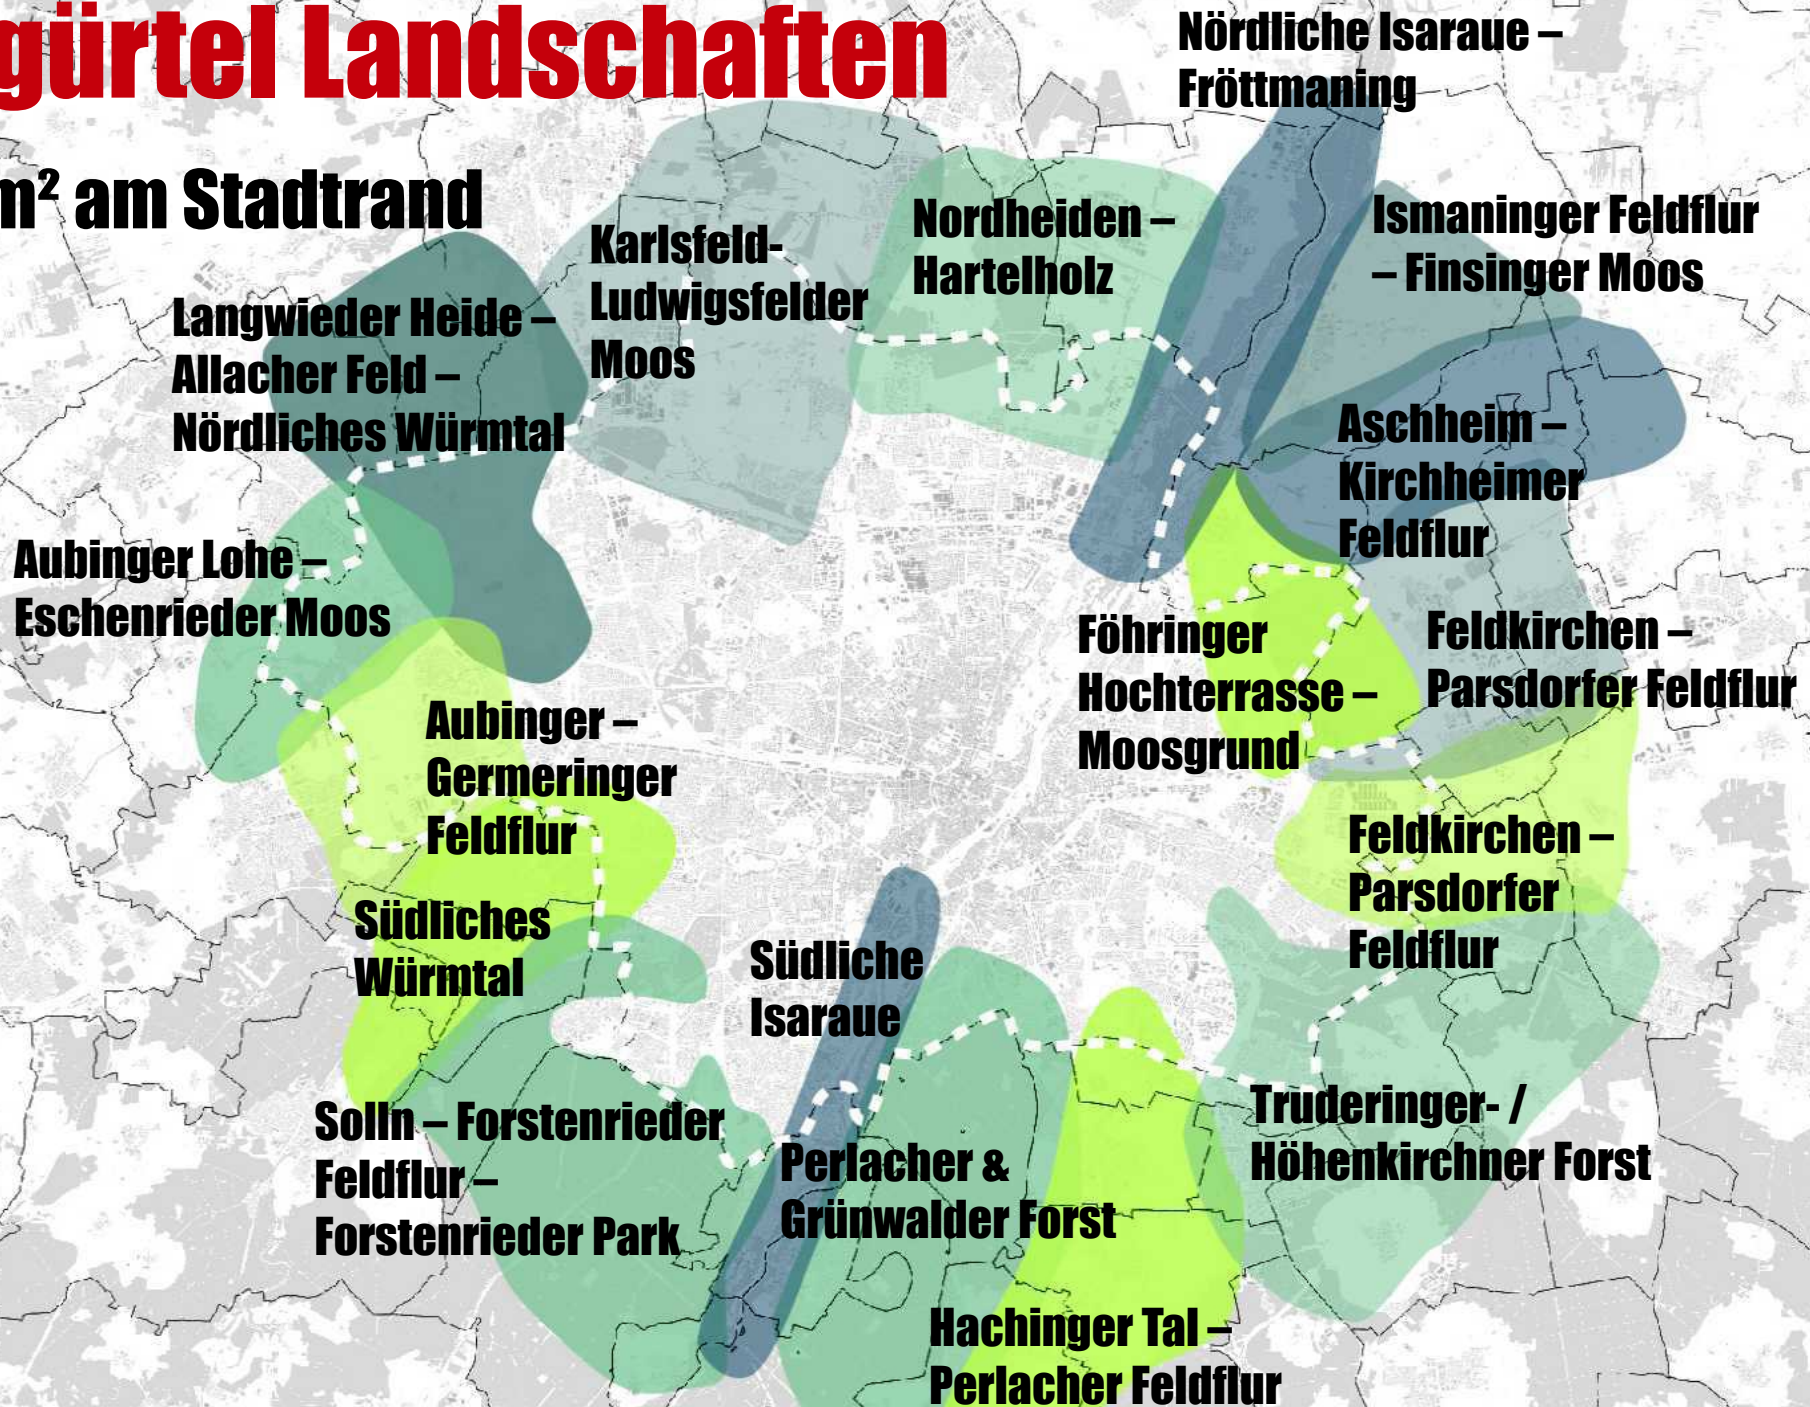 gürtel Landschaften
m² am Stadtrand
Nördliche Isaraue –
Fröttmaning
Karlsfeld-
Ludwigsfelder
Moos
Nordheiden –
Hartelholz
Ismaninger Feldflur
– Finsinger Moos
Langwieder Heide –
Allacher Feld –
Nördliches Würmtal
Aschheim –
Kirchheimer
Feldflur
Aubinger Lohe –
Eschenrieder Moos
Föhringer
Hochterrasse –
Moosgrund
Feldkirchen –
Parsdorfer Feldflur
Aubinger –
Germeringer
Feldflur
Feldkirchen –
Parsdorfer
Feldflur
Südliches
Würmtal
Südliche
Isaraue
Solln – Forstenrieder
Feldflur –
Forstenrieder Park
Perlacher &
Grünwalder Forst
Truderinger- /
Höhenkirchner Forst
Hachinger Tal –
Perlacher Feldflur